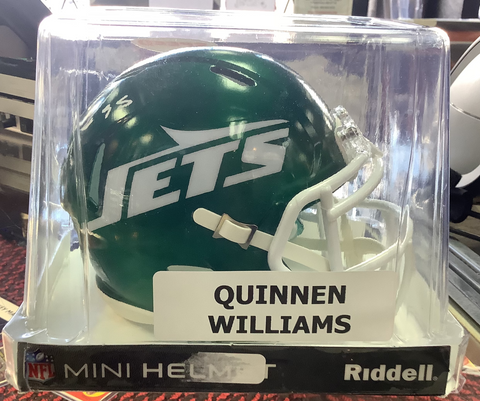 JETS
QUINNEN
WILLIAMS
NFL MINI HELMET Riddell